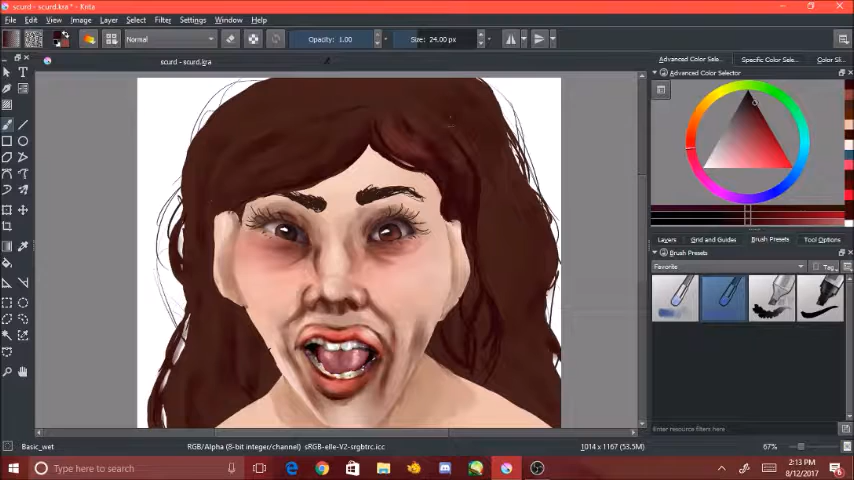 scurd - scurd.kra * - Krita
File Edit View Image Layer Select Filter Settings Window Help
Normal Opacity: 1.00 Size: 24.00 px
scurd - scurd.kra
Advanced Color Sele... Specific Color Sele... Color Sli...
Advanced Color Selector
Layers Grid and Guides Brush Presets Tool Options
Brush Presets
Favorite Tag
Enter resource filters here
Basic_wet RGB/Alpha (8-bit integer/channel) sRGB-elle-V2-srgbtrc.icc 1014 x 1167 (53.5M) 67%
Type here to search
2:13 PM
8/12/2017